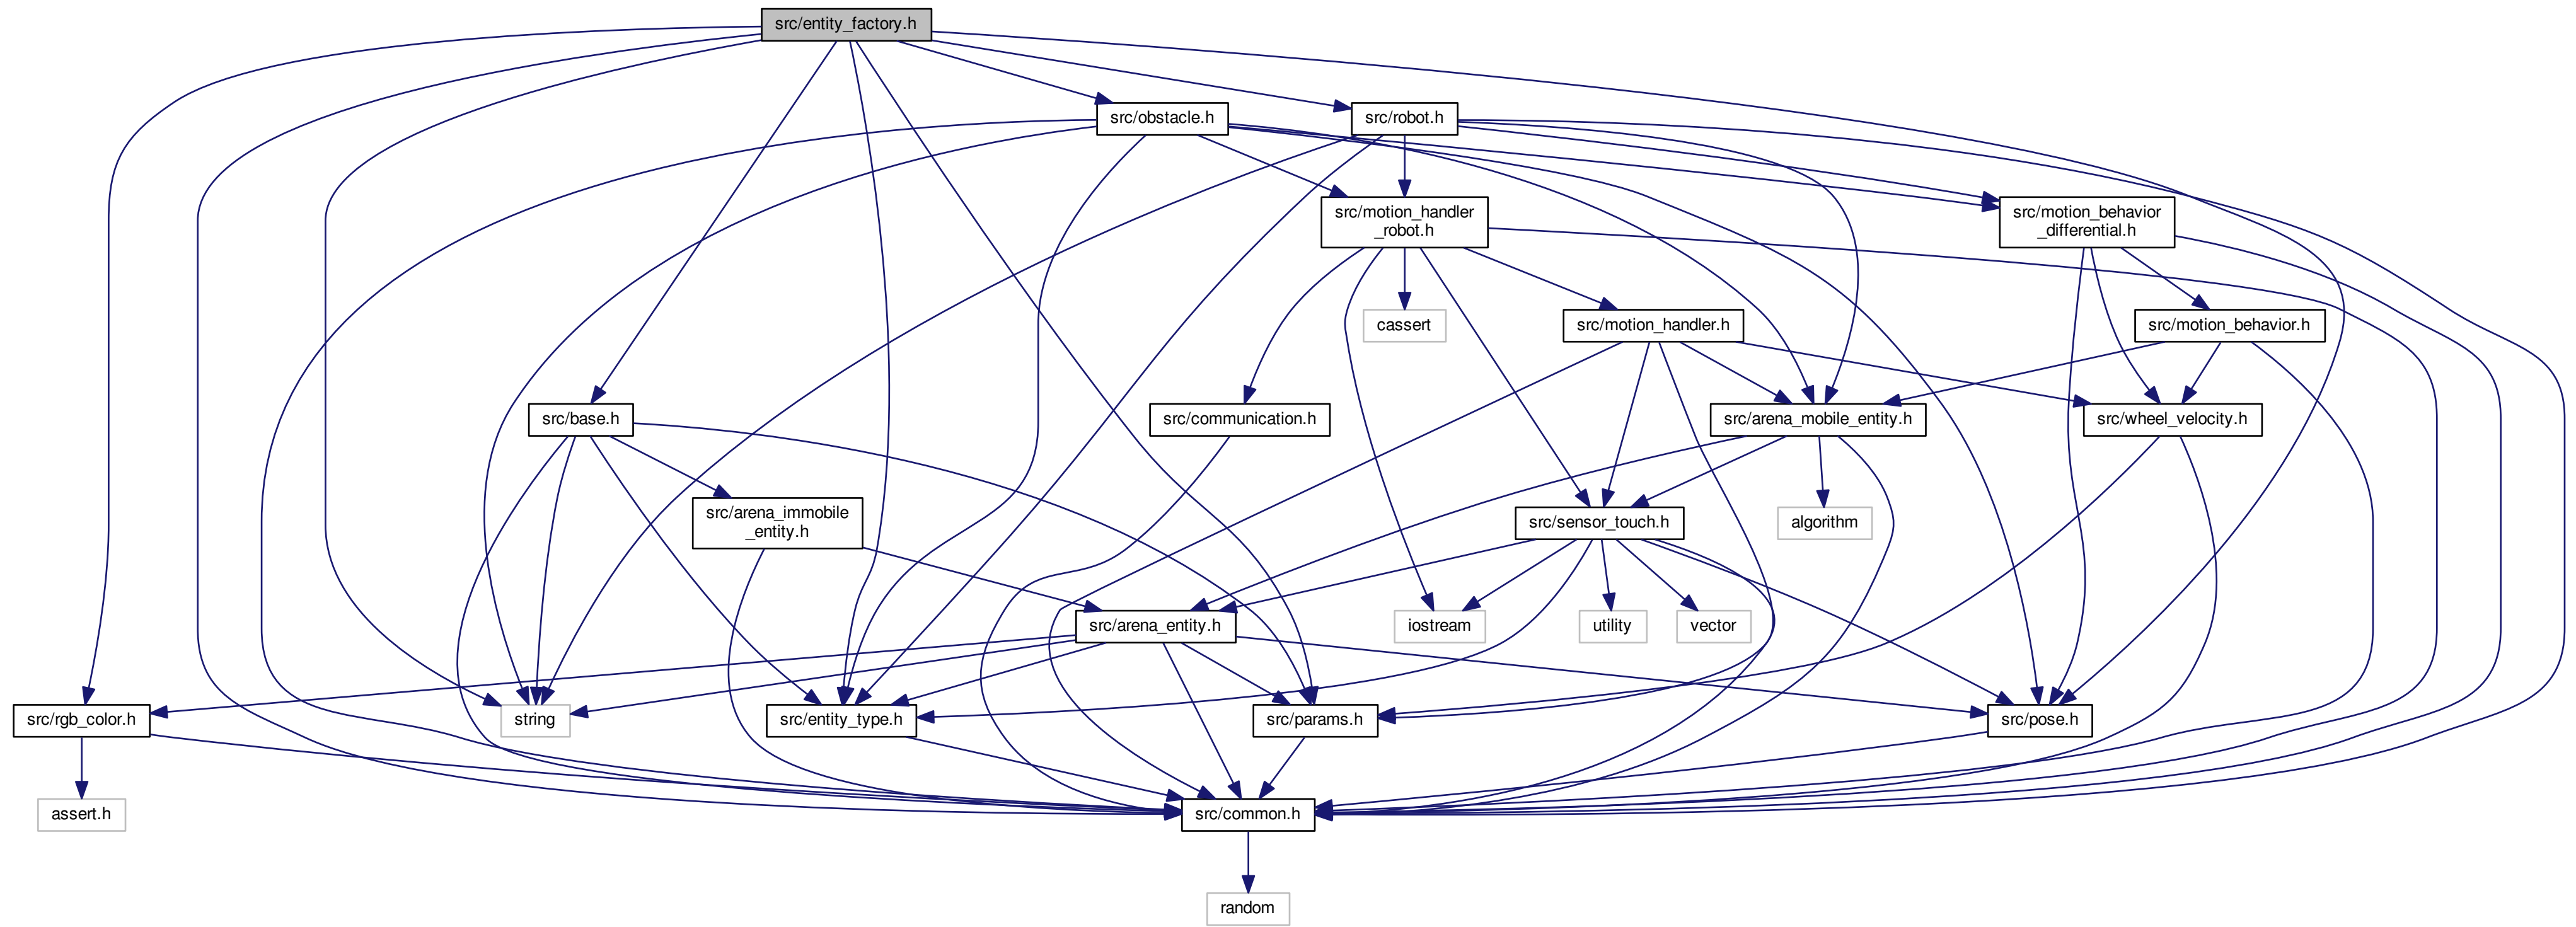 src/entity_factory.h
src/obstacle.h
src/robot.h
src/motion_handler
_robot.h
src/motion_behavior
_differential.h
cassert
src/motion_handler.h
src/motion_behavior.h
src/base.h
src/communication.h
src/arena_mobile_entity.h
src/wheel_velocity.h
src/arena_immobile
_entity.h
src/sensor_touch.h
algorithm
src/arena_entity.h
iostream
utility
vector
src/rgb_color.h
string
src/entity_type.h
src/params.h
src/pose.h
assert.h
src/common.h
random